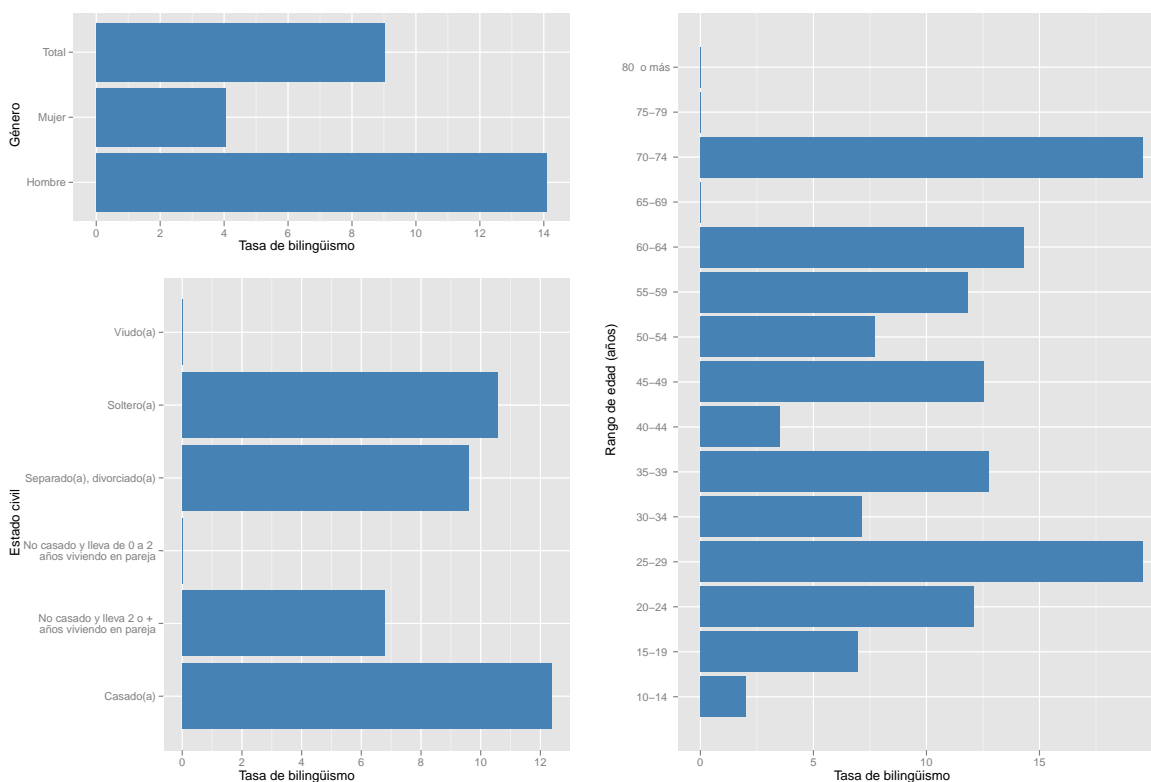 Género
Total
Mujer
Hombre
0 2 4 6 8 10 12 14
Tasa de bilingüismo
Estado civil
Viudo(a)
Soltero(a)
Separado(a), divorciado(a)
No casado y lleva de 0 a 2
años viviendo en pareja
No casado y lleva 2 o +
años viviendo en pareja
Casado(a)
0 2 4 6 8 10 12
Tasa de bilingüismo
Rango de edad (años)
80 o más
75−79
70−74
65−69
60−64
55−59
50−54
45−49
40−44
35−39
30−34
25−29
20−24
15−19
10−14
0 5 10 15
Tasa de bilingüismo